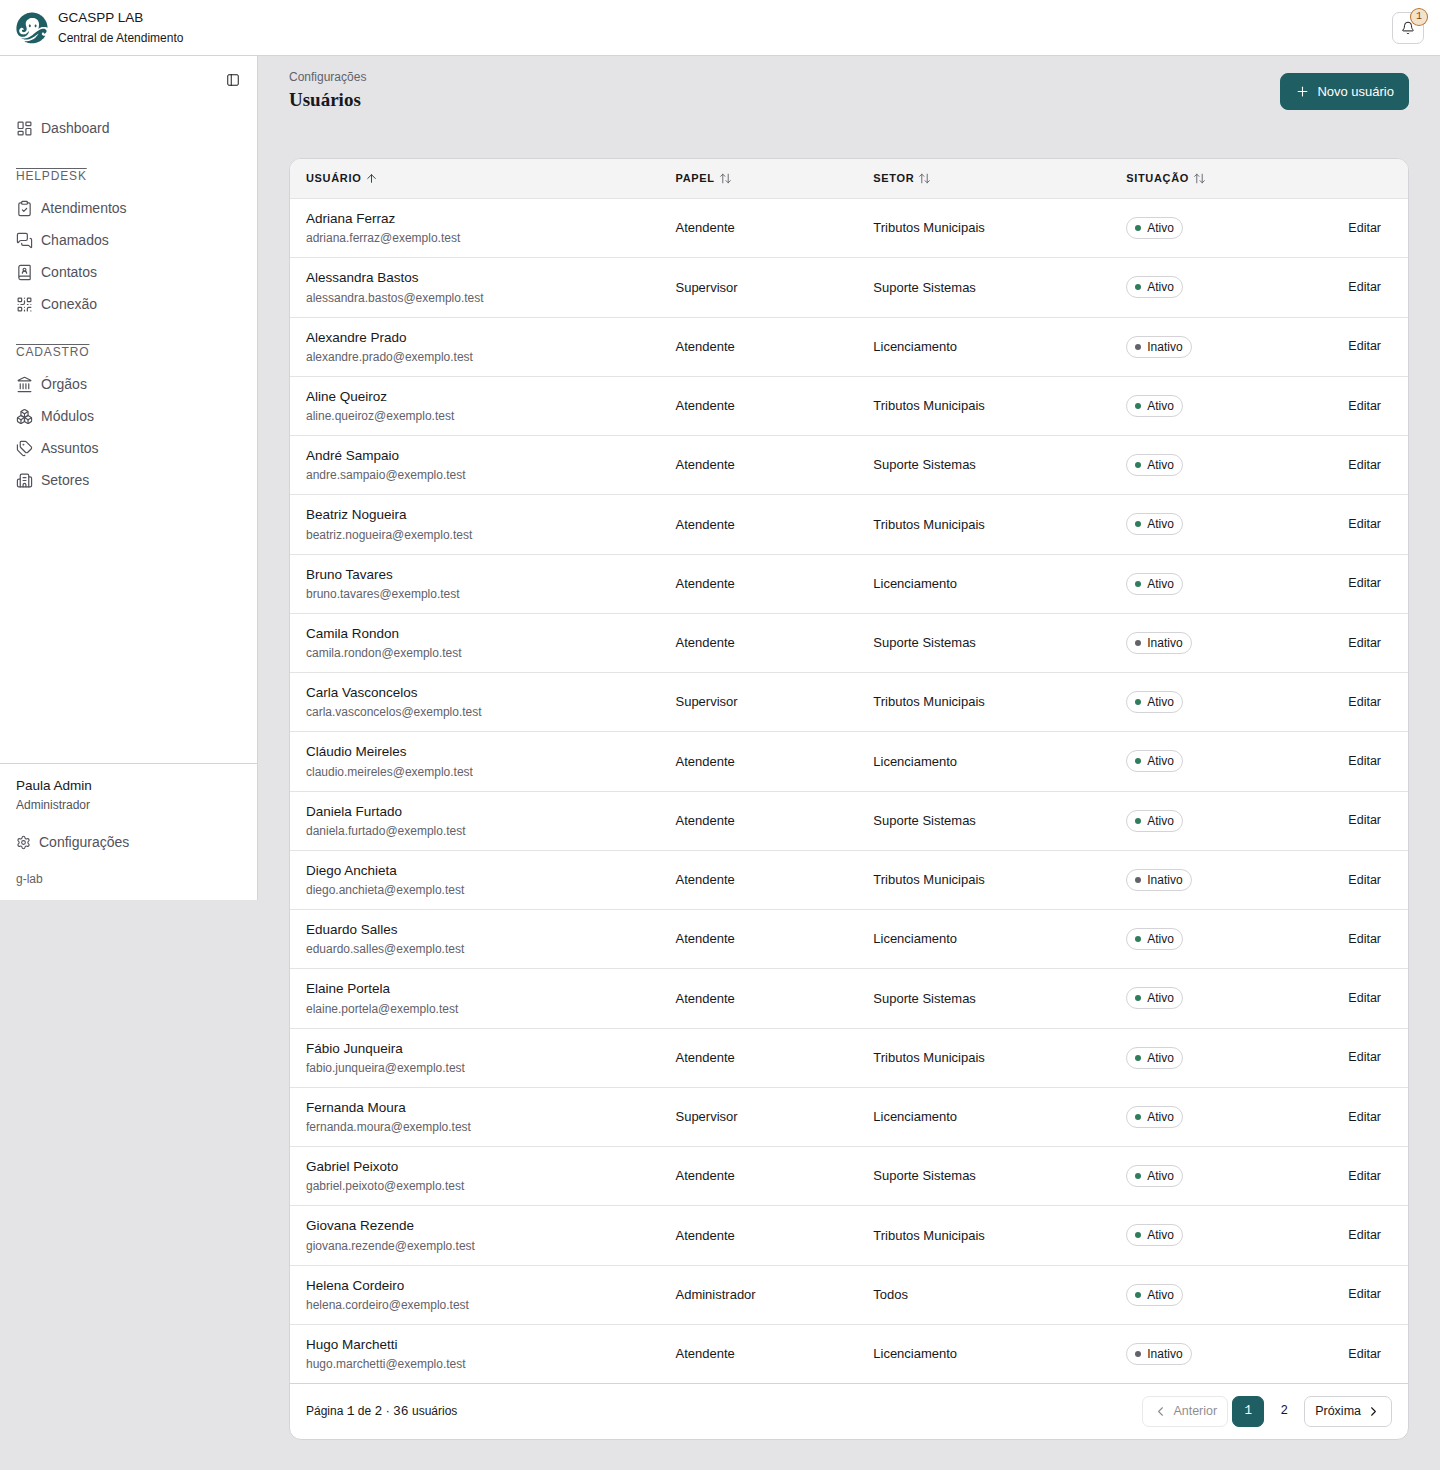 GCASPP LAB
Central de Atendimento
1
Dashboard
HELPDESK
Atendimentos
Chamados
Contatos
Conexão
CADASTRO
Órgãos
Módulos
Assuntos
Setores
Paula Admin
Administrador
Configurações
g-lab
Configurações
Usuários
Novo usuário
USUÁRIO PAPEL SETOR SITUAÇÃO
Adriana Ferraz
adriana.ferraz@exemplo.test
Atendente Tributos Municipais Ativo Editar
Alessandra Bastos
alessandra.bastos@exemplo.test
Supervisor Suporte Sistemas Ativo Editar
Alexandre Prado
alexandre.prado@exemplo.test
Atendente Licenciamento Inativo Editar
Aline Queiroz
aline.queiroz@exemplo.test
Atendente Tributos Municipais Ativo Editar
André Sampaio
andre.sampaio@exemplo.test
Atendente Suporte Sistemas Ativo Editar
Beatriz Nogueira
beatriz.nogueira@exemplo.test
Atendente Tributos Municipais Ativo Editar
Bruno Tavares
bruno.tavares@exemplo.test
Atendente Licenciamento Ativo Editar
Camila Rondon
camila.rondon@exemplo.test
Atendente Suporte Sistemas Inativo Editar
Carla Vasconcelos
carla.vasconcelos@exemplo.test
Supervisor Tributos Municipais Ativo Editar
Cláudio Meireles
claudio.meireles@exemplo.test
Atendente Licenciamento Ativo Editar
Daniela Furtado
daniela.furtado@exemplo.test
Atendente Suporte Sistemas Ativo Editar
Diego Anchieta
diego.anchieta@exemplo.test
Atendente Tributos Municipais Inativo Editar
Eduardo Salles
eduardo.salles@exemplo.test
Atendente Licenciamento Ativo Editar
Elaine Portela
elaine.portela@exemplo.test
Atendente Suporte Sistemas Ativo Editar
Fábio Junqueira
fabio.junqueira@exemplo.test
Atendente Tributos Municipais Ativo Editar
Fernanda Moura
fernanda.moura@exemplo.test
Supervisor Licenciamento Ativo Editar
Gabriel Peixoto
gabriel.peixoto@exemplo.test
Atendente Suporte Sistemas Ativo Editar
Giovana Rezende
giovana.rezende@exemplo.test
Atendente Tributos Municipais Ativo Editar
Helena Cordeiro
helena.cordeiro@exemplo.test
Administrador Todos Ativo Editar
Hugo Marchetti
hugo.marchetti@exemplo.test
Atendente Licenciamento Inativo Editar
Página 1 de 2 · 36 usuários
Anterior 1 2 Próxima